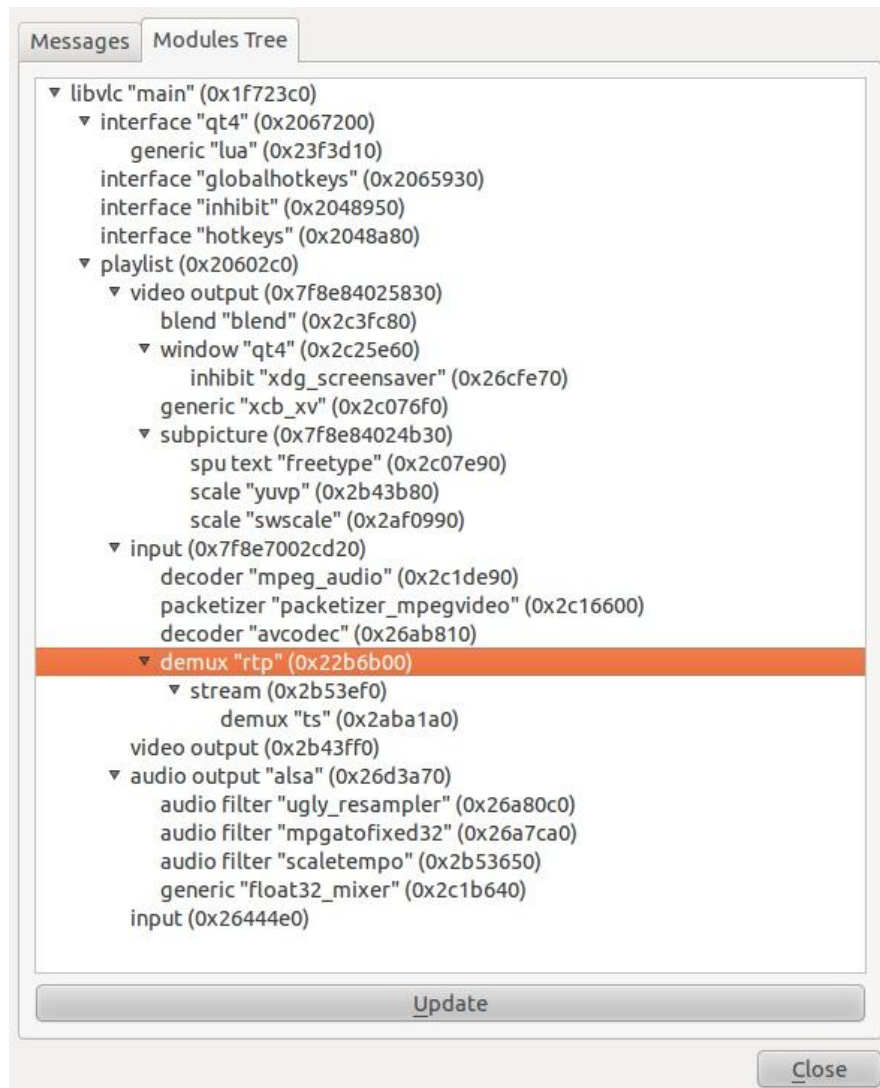 Messages
Modules Tree
libvlc "main" (0x1f723c0)
interface "qt4" (0x2067200)
generic "lua" (0x23f3d10)
interface "globalhotkeys" (0x2065930)
interface "inhibit" (0x2048950)
interface "hotkeys" (0x2048a80)
playlist (0x20602c0)
video output (0x7f8e84025830)
blend "blend" (0x2c3fc80)
window "qt4" (0x2c25e60)
inhibit "xdg_screensaver" (0x26cfe70)
generic "xcb_xv" (0x2c076f0)
subpicture (0x7f8e84024b30)
spu text "freetype" (0x2c07e90)
scale "yuvp" (0x2b43b80)
scale "swscale" (0x2af0990)
input (0x7f8e7002cd20)
decoder "mpeg_audio" (0x2c1de90)
packetizer "packetizer_mpegvideo" (0x2c16600)
decoder "avcodec" (0x26ab810)
demux "rtp" (0x22b6b00)
stream (0x2b53ef0)
demux "ts" (0x2aba1a0)
video output (0x2b43ff0)
audio output "alsa" (0x26d3a70)
audio filter "ugly_resampler" (0x26a80c0)
audio filter "mpgatofixed32" (0x26a7ca0)
audio filter "scaletempo" (0x2b53650)
generic "float32_mixer" (0x2c1b640)
input (0x26444e0)
Update
Close